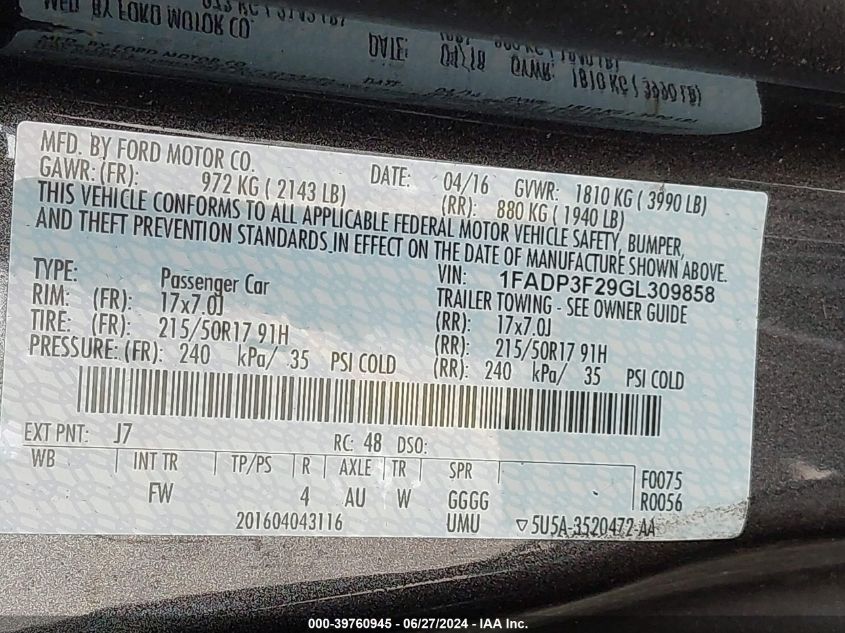 MFD. BY FORD MOTOR CO.
DATE: 04/16 GVWR: 1810 KG ( 3990 LB)
GAWR: (FR): 972 KG ( 2143 LB) (RR): 880 KG ( 1940 LB)
THIS VEHICLE CONFORMS TO ALL APPLICABLE FEDERAL MOTOR VEHICLE SAFETY, BUMPER,
AND THEFT PREVENTION STANDARDS IN EFFECT ON THE DATE OF MANUFACTURE SHOWN ABOVE.
VIN: 1FADP3F29GL309858
TYPE: Passenger Car TRAILER TOWING - SEE OWNER GUIDE
RIM: (FR): 17x7.0J (RR): 17x7.0J
TIRE: (FR): 215/50R17 91H (RR): 215/50R17 91H
PRESSURE: (FR): 240 kPa/ 35 PSI COLD (RR): 240 kPa/ 35 PSI COLD
EXT PNT: J7 RC: 48 DSO:
WB INT TR TP/PS R AXLE TR SPR F0075
FW 4 AU W GGGG R0056
201604043116 UMU ▽5U5A-3520472-AA
000-39760945 - 06/27/2024 - IAA Inc.